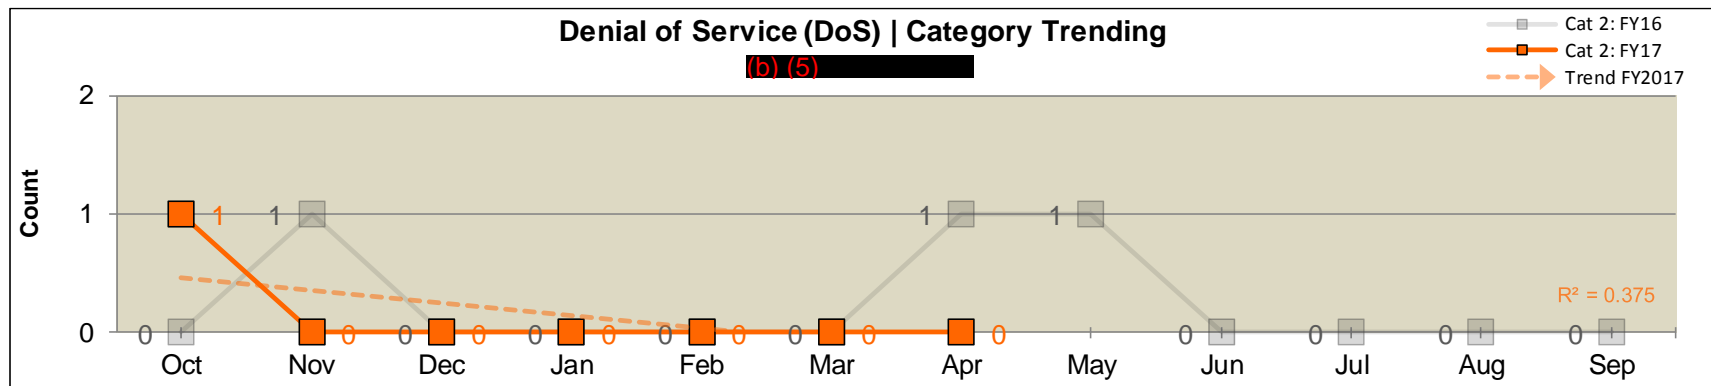 Denial of Service (DoS) | Category Trending
(b) (5)
Cat 2: FY16
Cat 2: FY17
Trend FY2017
2
1
0
Count
1 1 1 1
R² = 0.375
0 0 0 0 0 0 0 0 0 0 0 0 0 0 0
Oct Nov Dec Jan Feb Mar Apr May Jun Jul Aug Sep